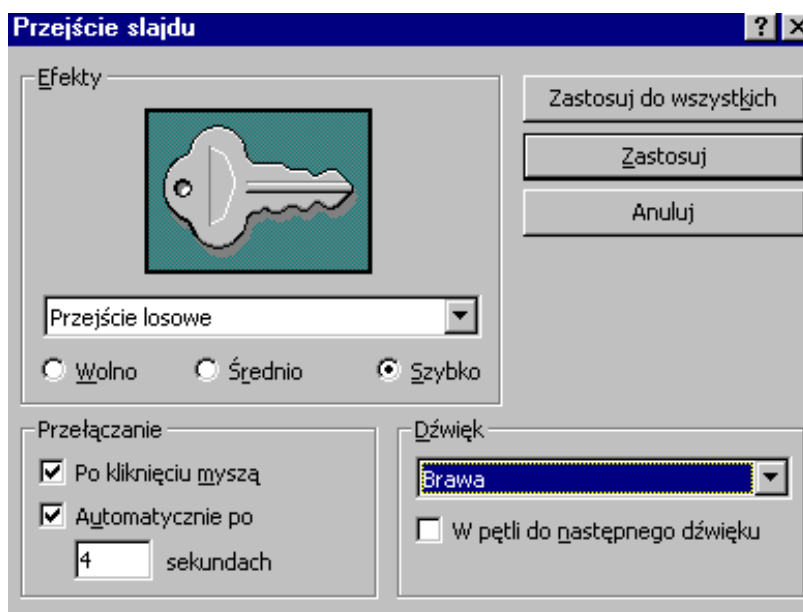 Przejście slajdu
Efekty
Przejście losowe
Wolno
Średnio
Szybko
Zastosuj do wszystkich
Zastosuj
Anuluj
Przełączanie
Po kliknięciu myszą
Automatycznie po
4 sekundach
Dźwięk
Brawa
W pętli do następnego dźwięku